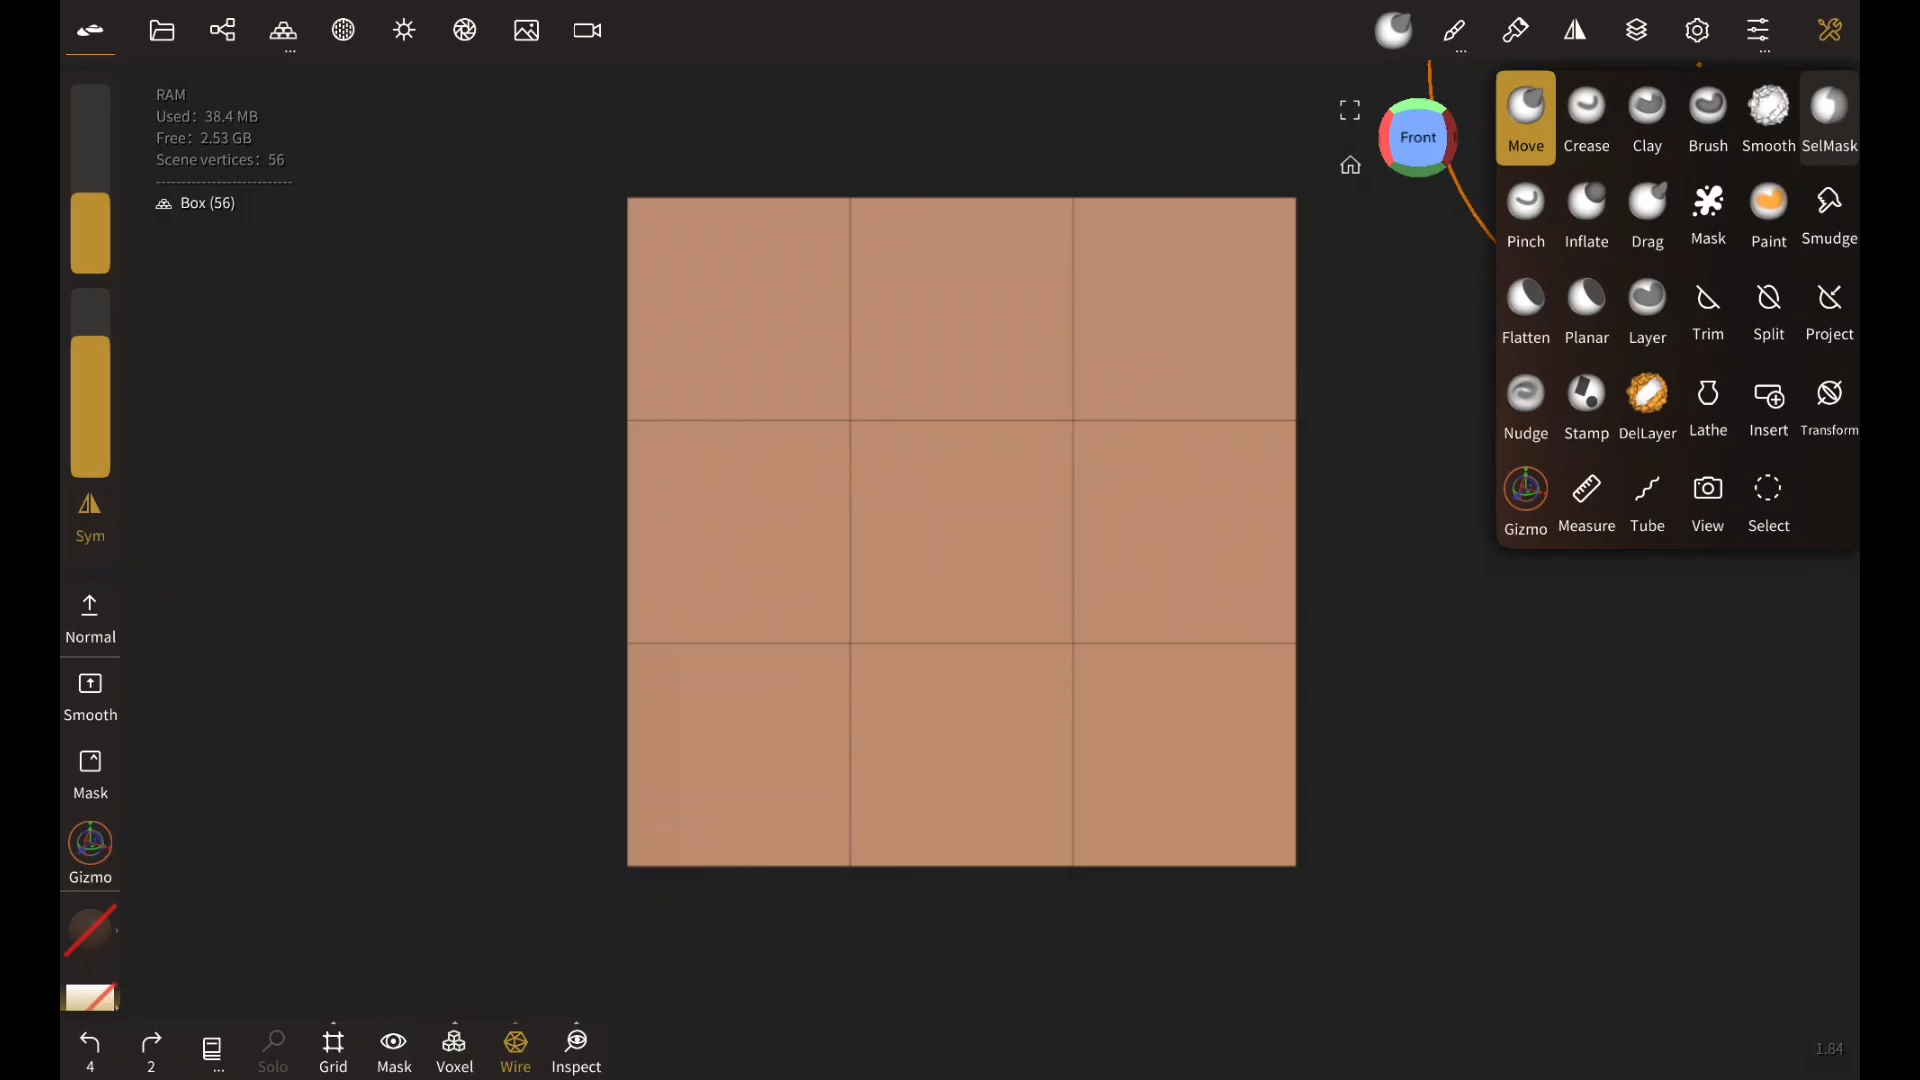 RAM
Used: 38.4 MB
Free: 2.53 GB
Scene vertices: 56
Box (56)
Front
Move
Crease
Clay
Brush
Smooth
SelMask
Pinch
Inflate
Drag
Mask
Paint
Smudge
Flatten
Planar
Layer
Trim
Split
Project
Nudge
Stamp
DelLayer
Lathe
Insert
Transform
Gizmo
Measure
Tube
View
Select
Sym
Normal
Smooth
Mask
Gizmo
4
2
...
Solo
Grid
Mask
Voxel
Wire
Inspect
1.84